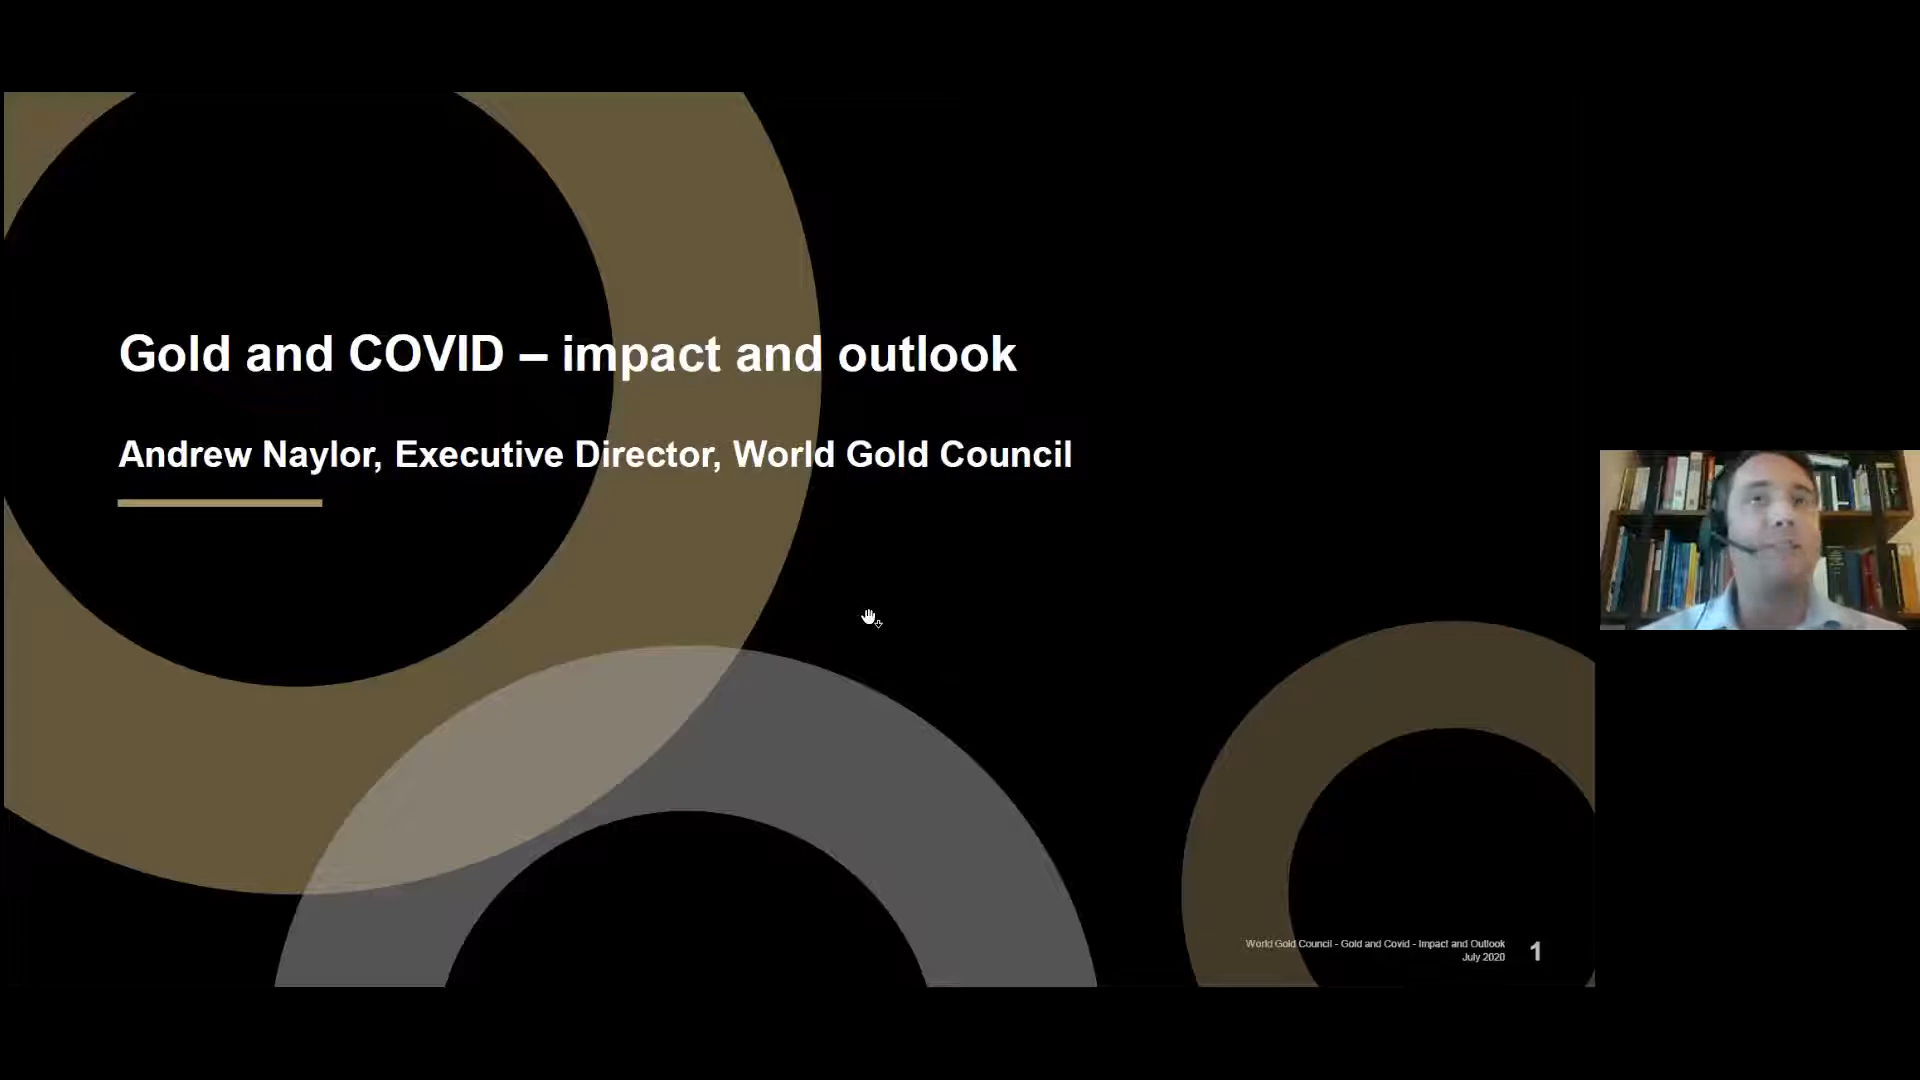 Gold and COVID – impact and outlook
Andrew Naylor, Executive Director, World Gold Council
World Gold Council - Gold and Covid - Impact and Outlook
July 2020
1